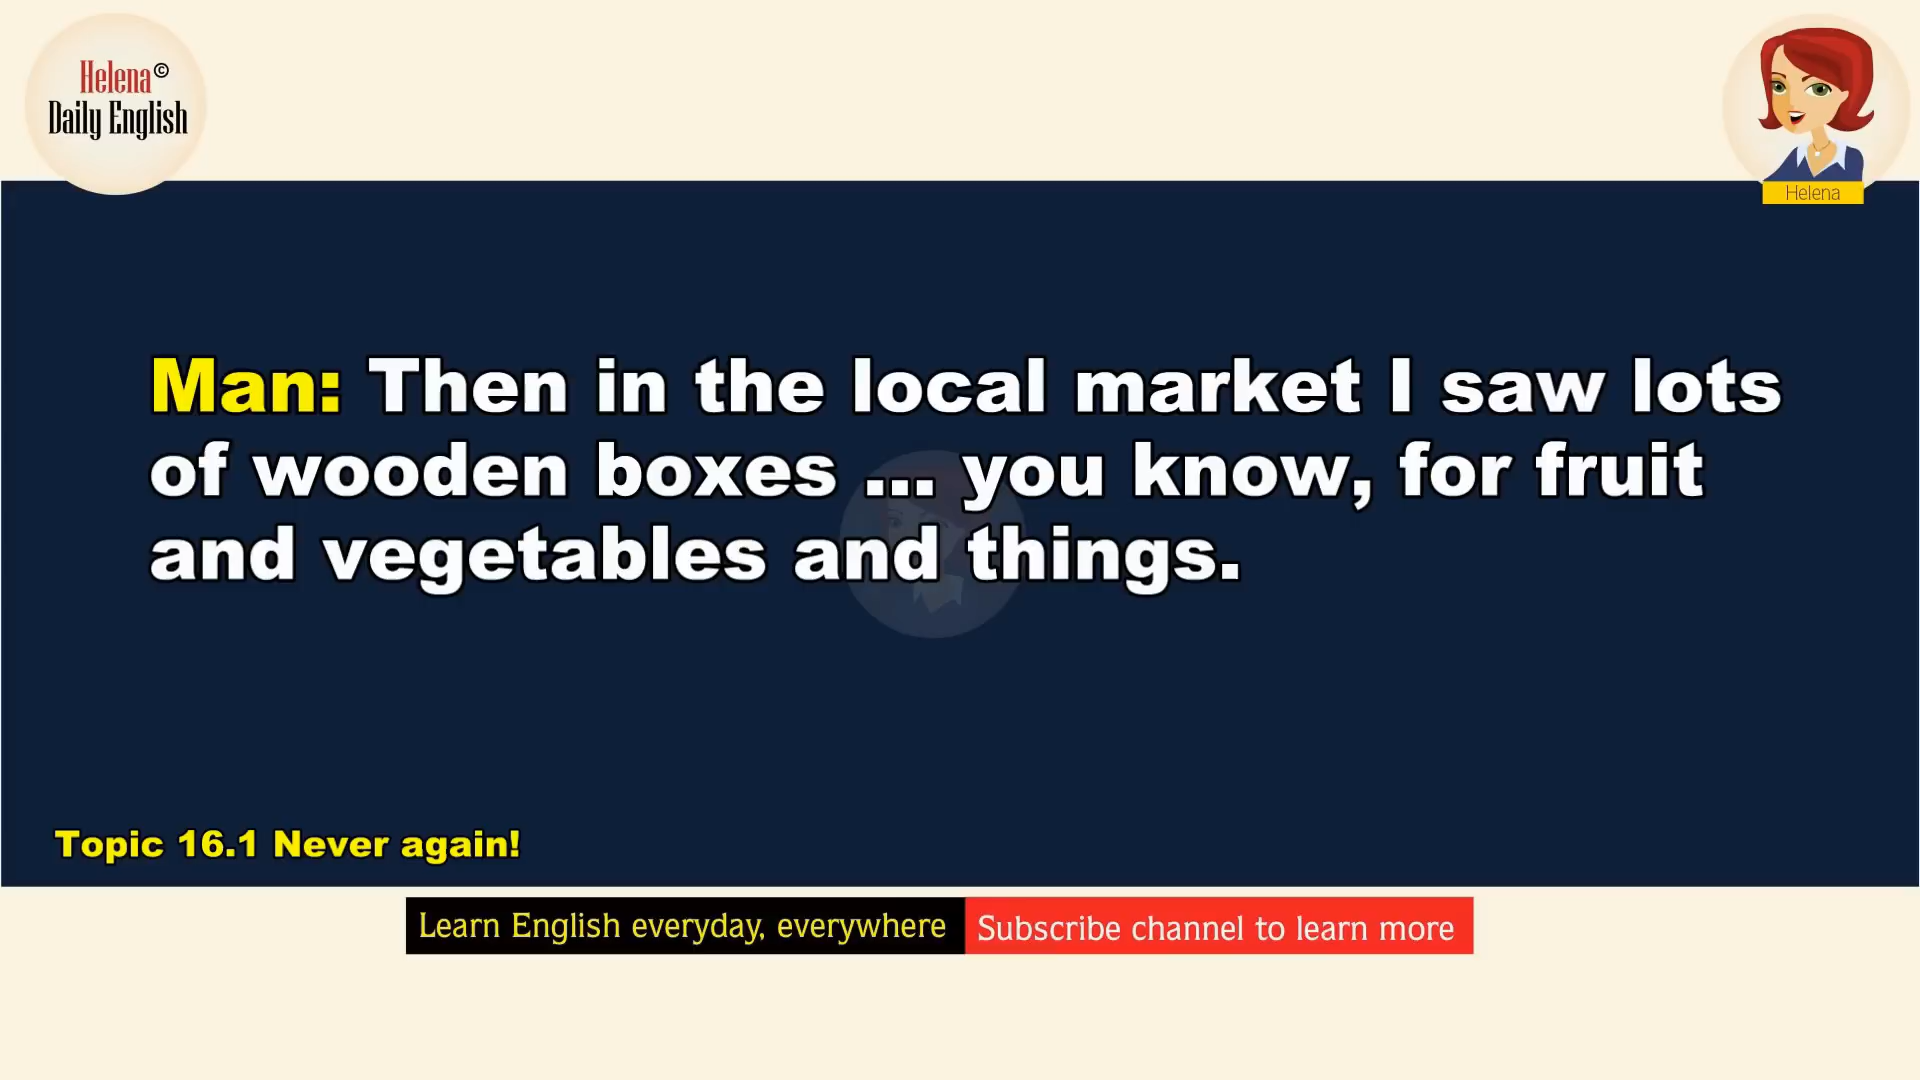 Helena©
Daily English
Helena
Man: Then in the local market I saw lots
of wooden boxes ... you know, for fruit
and vegetables and things.
Topic 16.1 Never again!
Learn English everyday, everywhere
Subscribe channel to learn more